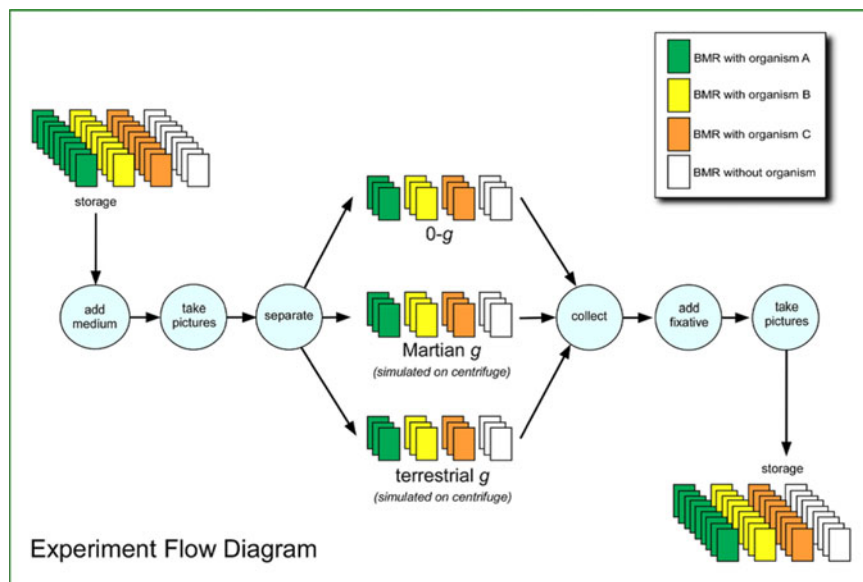 BMR with organism A
BMR with organism B
BMR with organism C
BMR without organism
storage
0-g
add
medium
take
pictures
separate
Martian g
(simulated on centrifuge)
collect
add
fixative
take
pictures
terrestrial g
(simulated on centrifuge)
storage
Experiment Flow Diagram